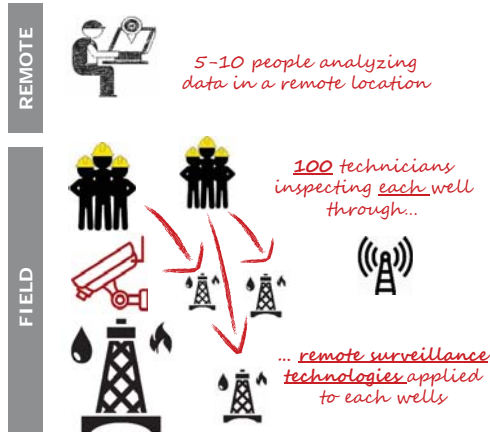 REMOTE
5-10 people analyzing
data in a remote location
FIELD
100 technicians
inspecting each well
through...
... remote surveillance
technologies applied
to each wells